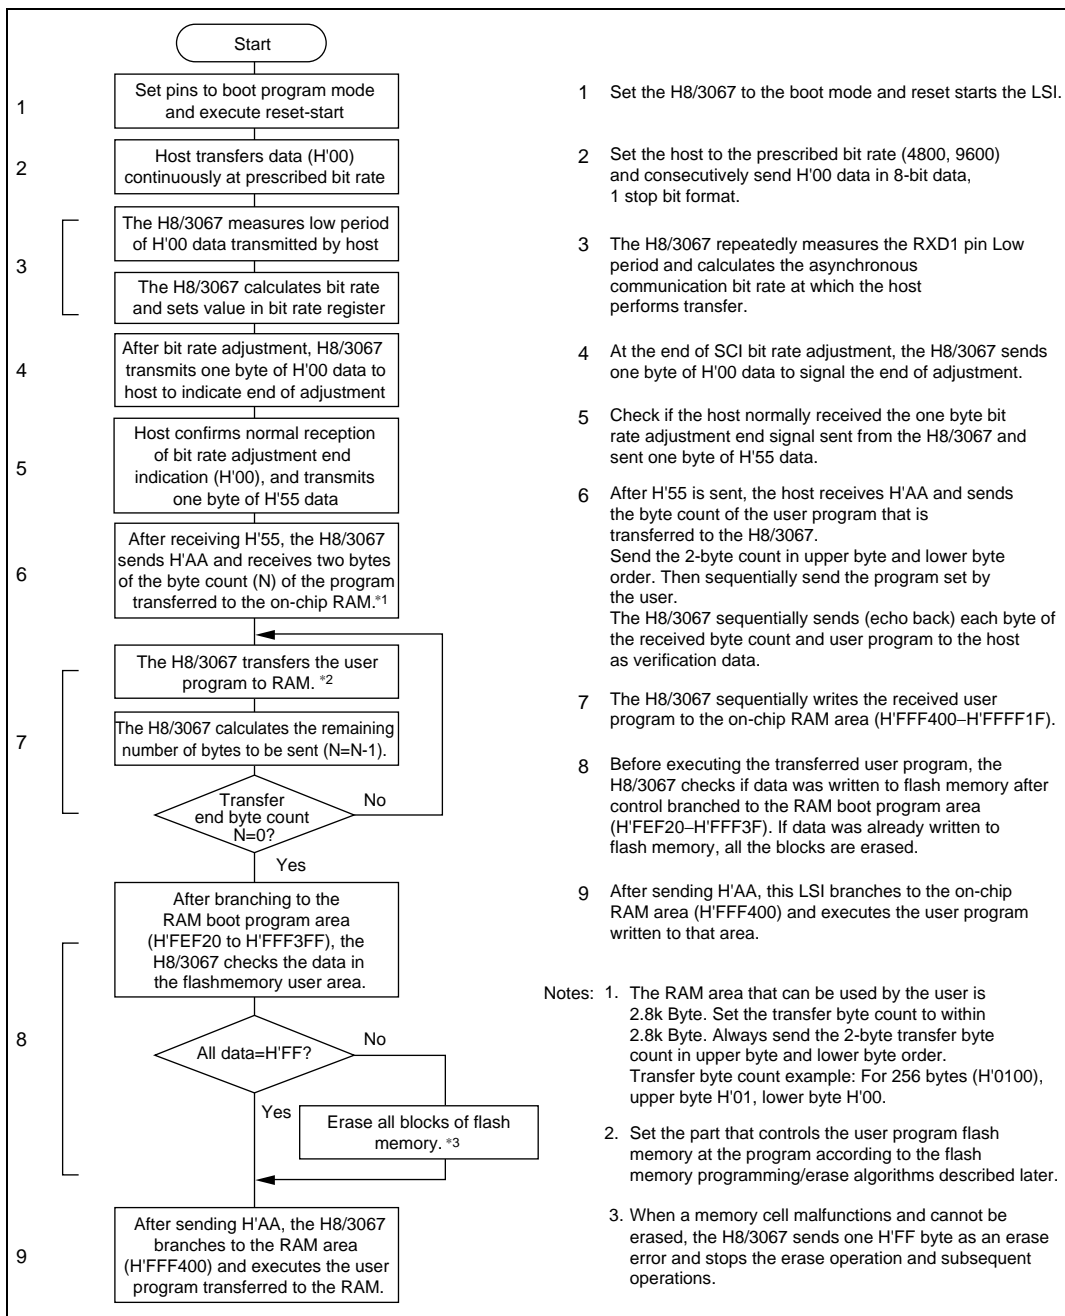 Start
1
Set pins to boot program mode
and execute reset-start
2
Host transfers data (H'00)
continuously at prescribed bit rate
3
The H8/3067 measures low period
of H'00 data transmitted by host
The H8/3067 calculates bit rate
and sets value in bit rate register
4
After bit rate adjustment, H8/3067
transmits one byte of H'00 data to
host to indicate end of adjustment
5
Host confirms normal reception
of bit rate adjustment end
indication (H'00), and transmits
one byte of H'55 data
6
After receiving H'55, the H8/3067
sends H'AA and receives two bytes
of the byte count (N) of the program
transferred to the on-chip RAM.*1
7
The H8/3067 transfers the user
program to RAM. *2
The H8/3067 calculates the remaining
number of bytes to be sent (N=N-1).
Transfer
end byte count
N=0?
No
Yes
8
After branching to the
RAM boot program area
(H'FEF20 to H'FFF3FF), the
H8/3067 checks the data in
the flashmemory user area.
All data=H'FF?
No
Yes
Erase all blocks of flash
memory. *3
9
After sending H'AA, the H8/3067
branches to the RAM area
(H'FFF400) and executes the user
program transferred to the RAM.
1 Set the H8/3067 to the boot mode and reset starts the LSI.
2 Set the host to the prescribed bit rate (4800, 9600)
and consecutively send H'00 data in 8-bit data,
1 stop bit format.
3 The H8/3067 repeatedly measures the RXD1 pin Low
period and calculates the asynchronous
communication bit rate at which the host
performs transfer.
4 At the end of SCI bit rate adjustment, the H8/3067 sends
one byte of H'00 data to signal the end of adjustment.
5 Check if the host normally received the one byte bit
rate adjustment end signal sent from the H8/3067 and
sent one byte of H'55 data.
6 After H'55 is sent, the host receives H'AA and sends
the byte count of the user program that is
transferred to the H8/3067.
Send the 2-byte count in upper byte and lower byte
order. Then sequentially send the program set by
the user.
The H8/3067 sequentially sends (echo back) each byte of
the received byte count and user program to the host
as verification data.
7 The H8/3067 sequentially writes the received user
program to the on-chip RAM area (H'FFF400–H'FFFF1F).
8 Before executing the transferred user program, the
H8/3067 checks if data was written to flash memory after
control branched to the RAM boot program area
(H'FEF20–H'FFF3F). If data was already written to
flash memory, all the blocks are erased.
9 After sending H'AA, this LSI branches to the on-chip
RAM area (H'FFF400) and executes the user program
written to that area.
Notes: 1. The RAM area that can be used by the user is
2.8k Byte. Set the transfer byte count to within
2.8k Byte. Always send the 2-byte transfer byte
count in upper byte and lower byte order.
Transfer byte count example: For 256 bytes (H'0100),
upper byte H'01, lower byte H'00.
2. Set the part that controls the user program flash
memory at the program according to the flash
memory programming/erase algorithms described later.
3. When a memory cell malfunctions and cannot be
erased, the H8/3067 sends one H'FF byte as an erase
error and stops the erase operation and subsequent
operations.